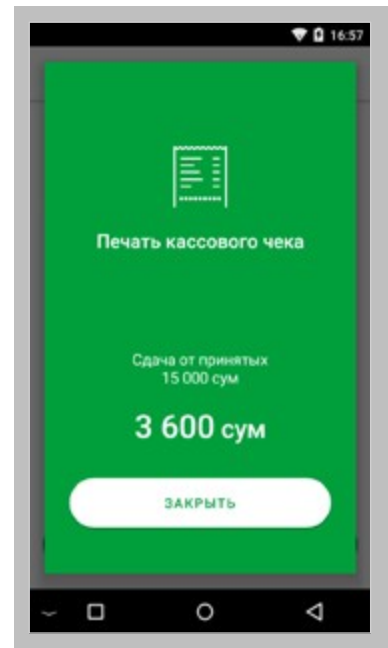 16:57
Печать кассового чека
Сдача от принятых
15 000 сум
3 600 сум
ЗАКРЫТЬ